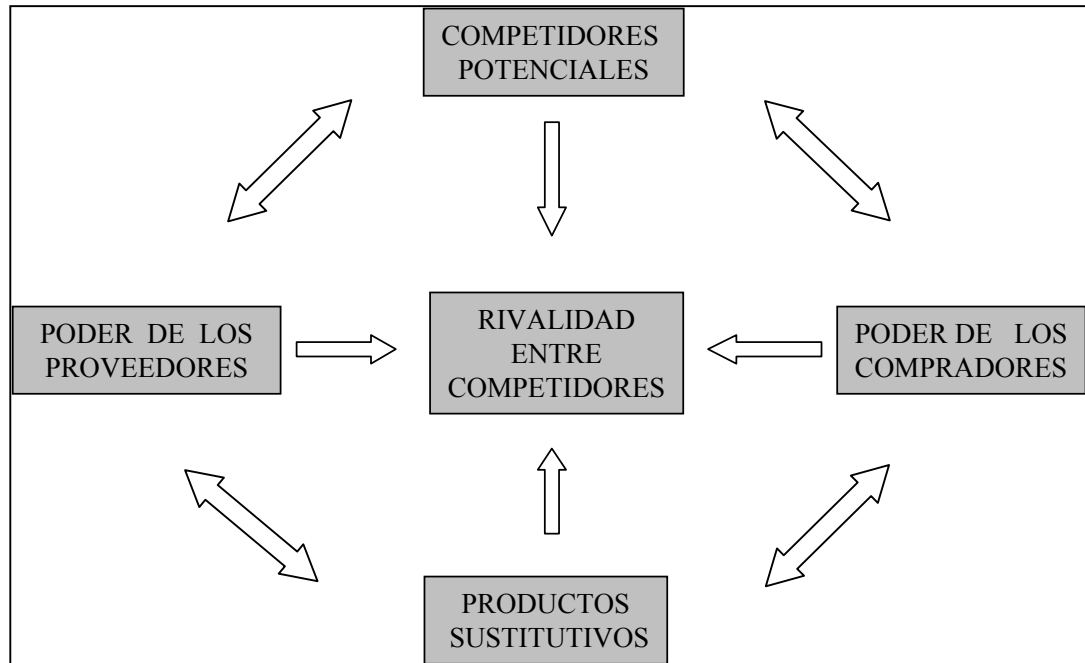 COMPETIDORES
POTENCIALES
PODER DE LOS
PROVEEDORES
RIVALIDAD
ENTRE
COMPETIDORES
PODER DE LOS
COMPRADORES
PRODUCTOS
SUSTITUTIVOS